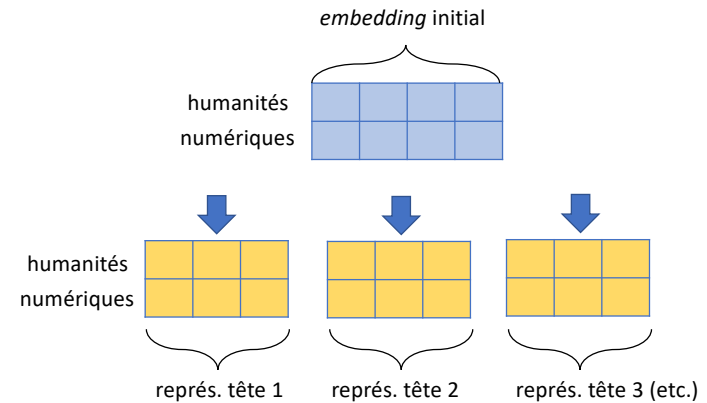 embedding initial
humanités
numériques
humanités
numériques
représ. tête 1
représ. tête 2
représ. tête 3 (etc.)